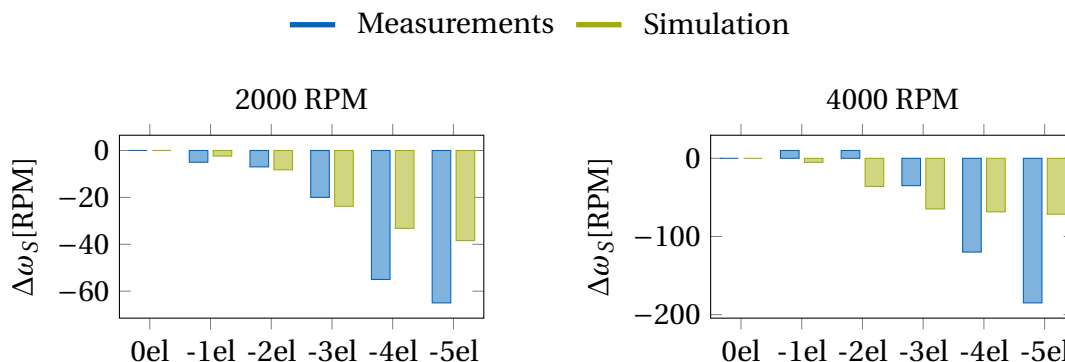 Measurements Simulation
2000 RPM
0
−20
−40
−60
Δω_S[RPM]
0el -1el -2el -3el -4el -5el
4000 RPM
0
−100
−200
Δω_S[RPM]
0el -1el -2el -3el -4el -5el